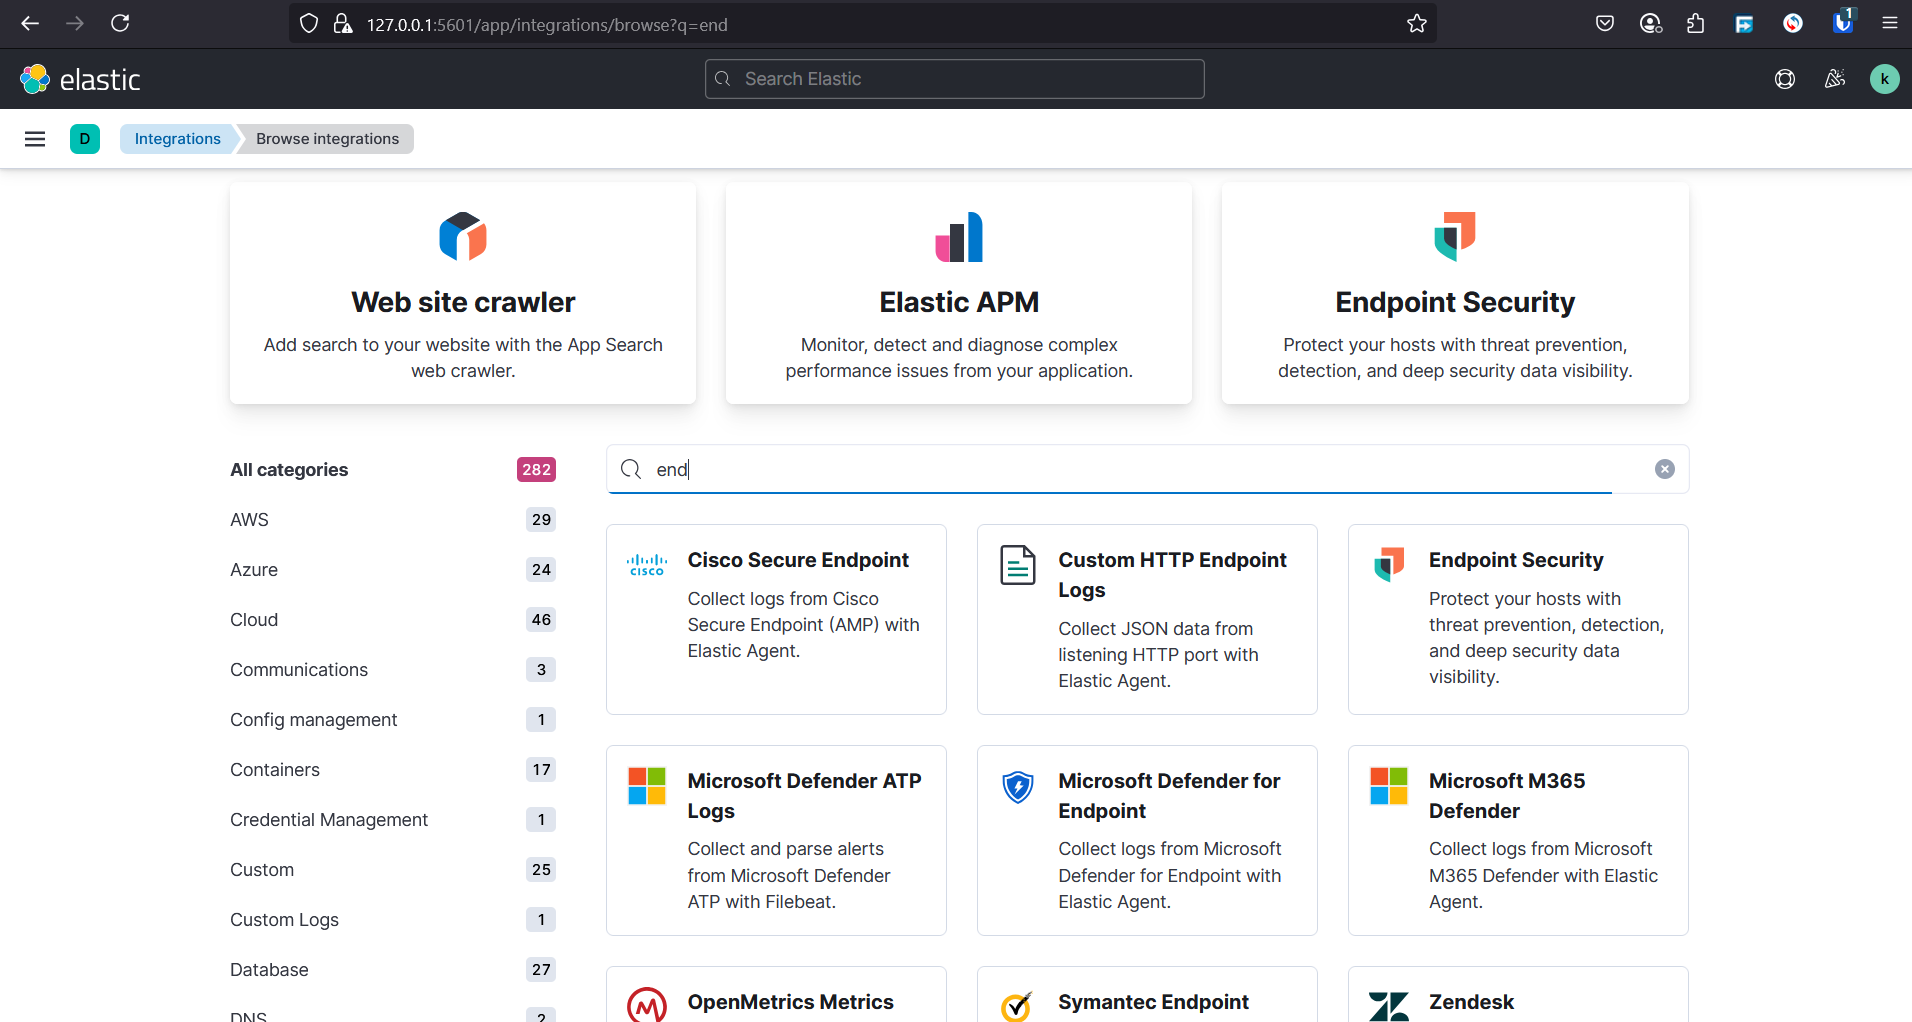 127.0.0.1:5601/app/integrations/browse?q=end
1
elastic
Search Elastic
k
D
Integrations
Browse integrations
Web site crawler
Add search to your website with the App Search
web crawler.
Elastic APM
Monitor, detect and diagnose complex
performance issues from your application.
Endpoint Security
Protect your hosts with threat prevention,
detection, and deep security data visibility.
All categories 282
AWS 29
Azure 24
Cloud 46
Communications 3
Config management 1
Containers 17
Credential Management 1
Custom 25
Custom Logs 1
Database 27
DNS 2
end
CISCO
Cisco Secure Endpoint
Collect logs from Cisco
Secure Endpoint (AMP) with
Elastic Agent.
Custom HTTP Endpoint
Logs
Collect JSON data from
listening HTTP port with
Elastic Agent.
Endpoint Security
Protect your hosts with
threat prevention, detection,
and deep security data
visibility.
Microsoft Defender ATP
Logs
Collect and parse alerts
from Microsoft Defender
ATP with Filebeat.
Microsoft Defender for
Endpoint
Collect logs from Microsoft
Defender for Endpoint with
Elastic Agent.
Microsoft M365
Defender
Collect logs from Microsoft
M365 Defender with Elastic
Agent.
OpenMetrics Metrics
Symantec Endpoint
Zendesk